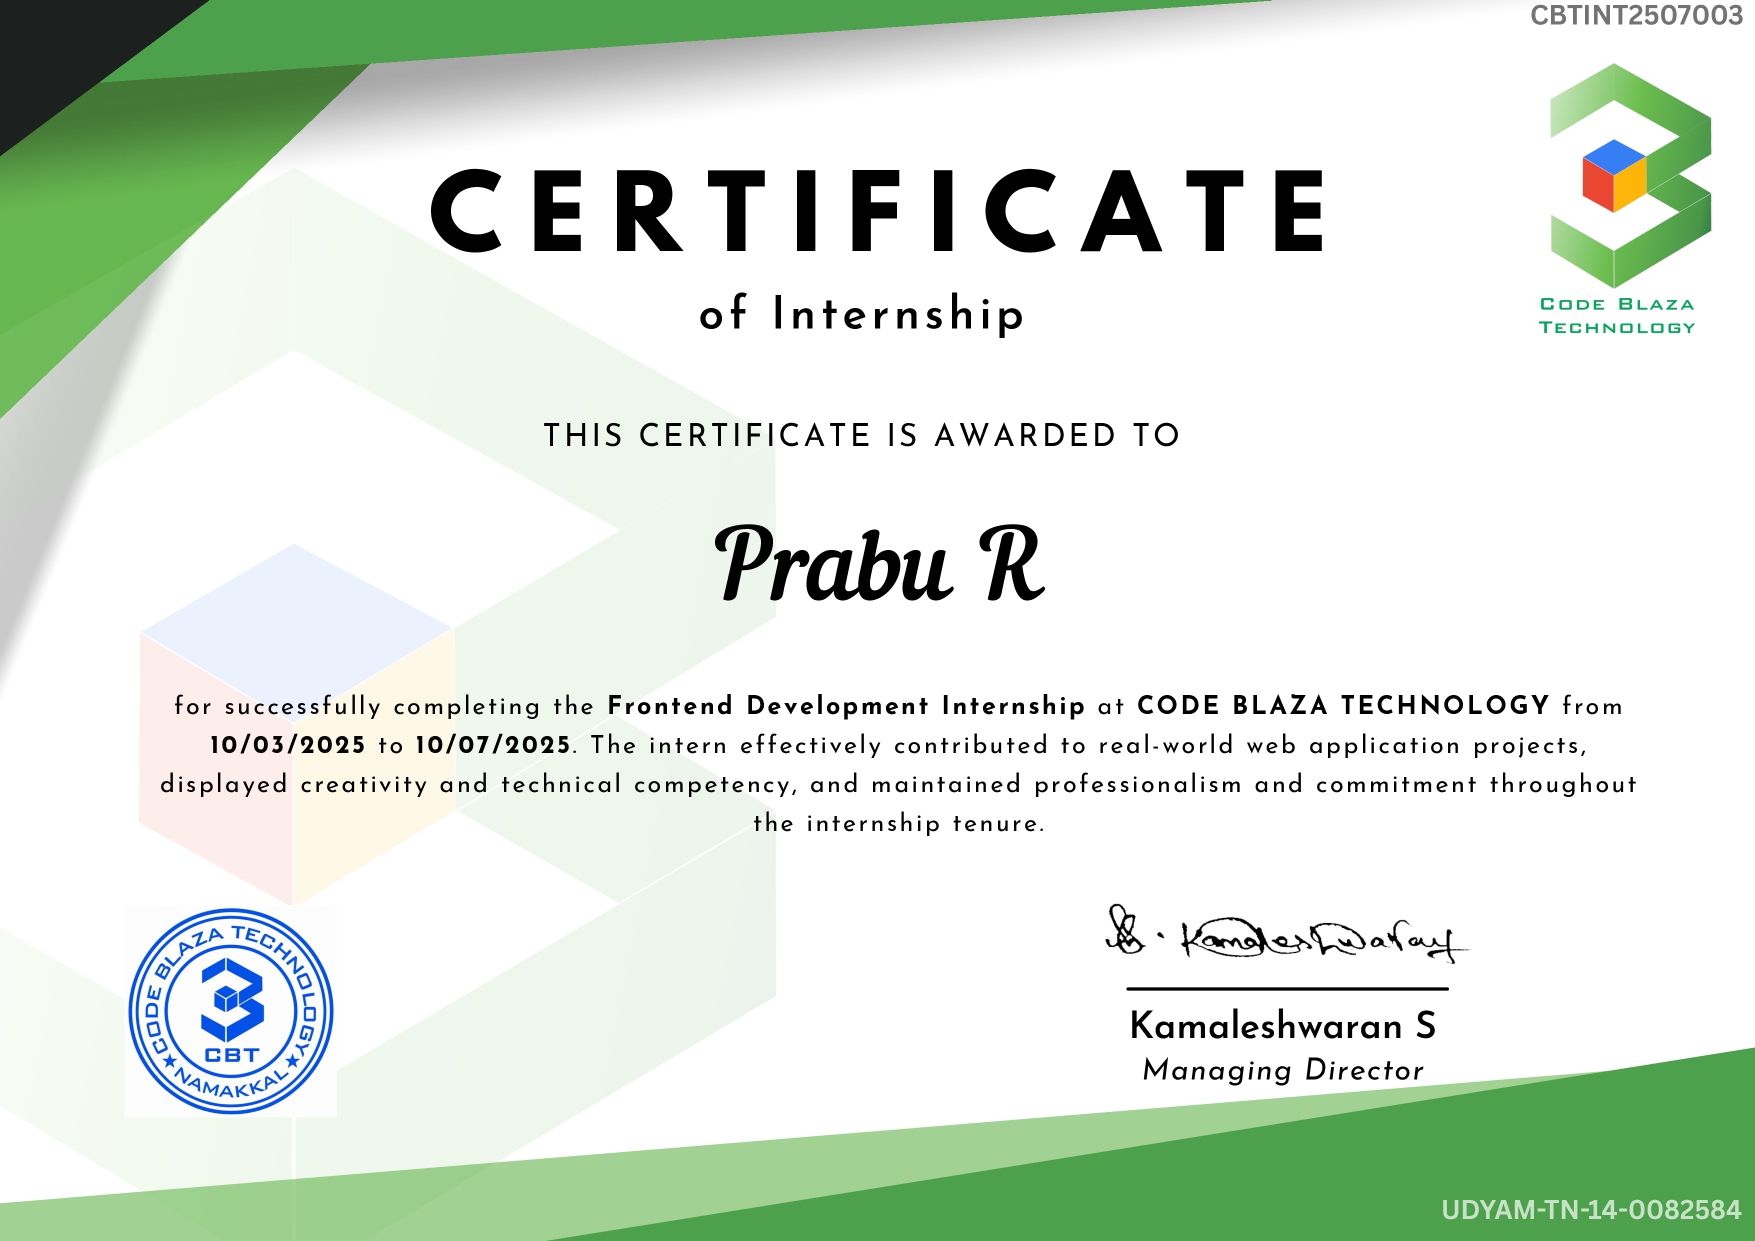 CBTINT2507003
CODE BLAZA
TECHNOLOGY
CERTIFICATE
of Internship
THIS CERTIFICATE IS AWARDED TO
Prabu R
for successfully completing the Frontend Development Internship at CODE BLAZA TECHNOLOGY from
10/03/2025 to 10/07/2025. The intern effectively contributed to real-world web application projects,
displayed creativity and technical competency, and maintained professionalism and commitment throughout
the internship tenure.
CODE BLAZA TECHNOLOGY
CBT
★ NAMAKKAL ★
S. Kamaleshwaran
Kamaleshwaran S
Managing Director
UDYAM-TN-14-0082584